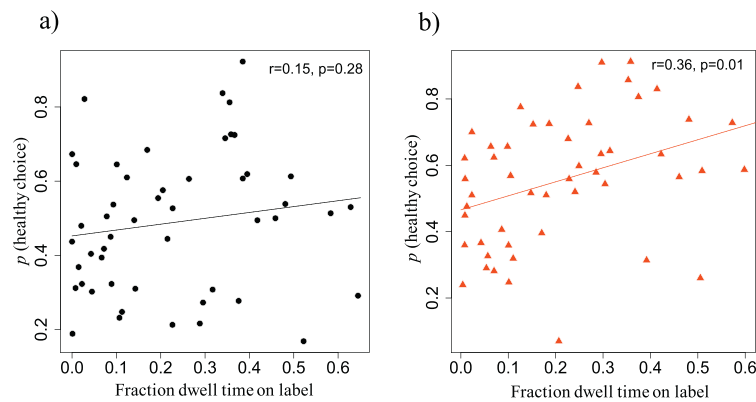 a)
r=0.15, p=0.28
0.8
0.6
0.4
0.2
p (healthy choice)
0.0 0.1 0.2 0.3 0.4 0.5 0.6
Fraction dwell time on label
b)
r=0.36, p=0.01
0.8
0.6
0.4
0.2
p (healthy choice)
0.0 0.1 0.2 0.3 0.4 0.5 0.6
Fraction dwell time on label